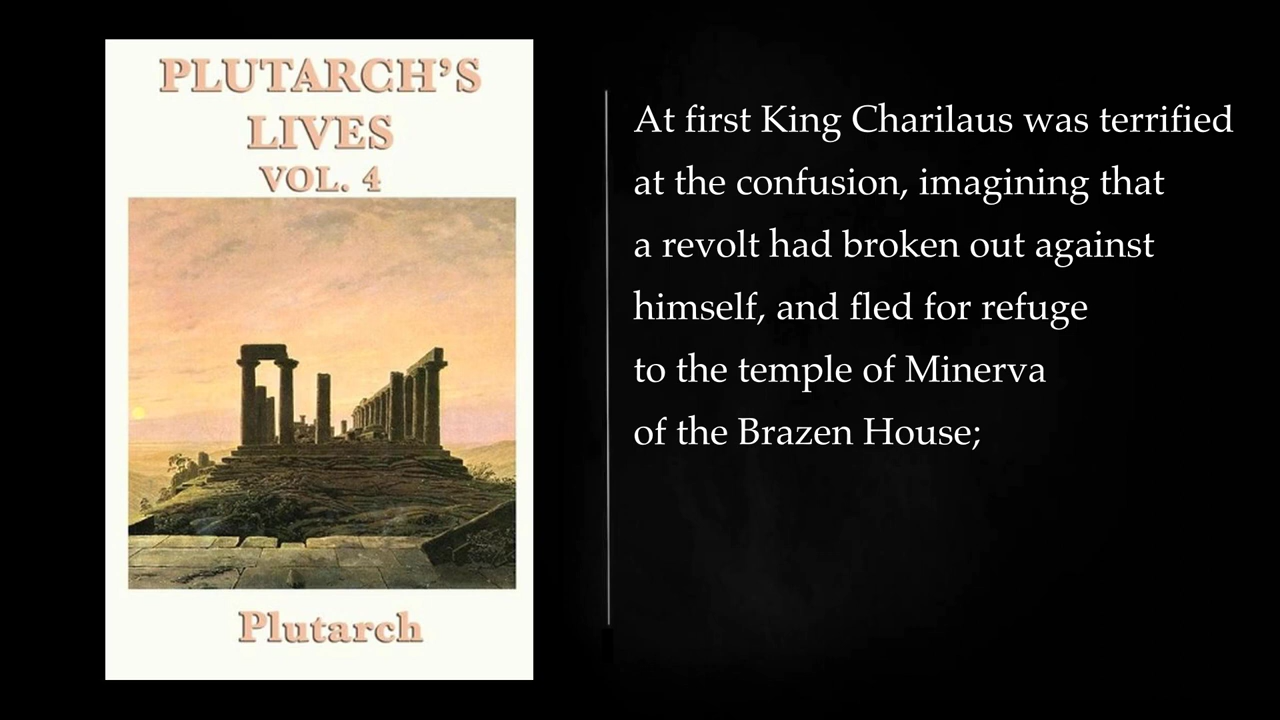 PLUTARCH'S
LIVES
VOL. 4
Plutarch
At first King Charilaus was terrified
at the confusion, imagining that
a revolt had broken out against
himself, and fled for refuge
to the temple of Minerva
of the Brazen House;